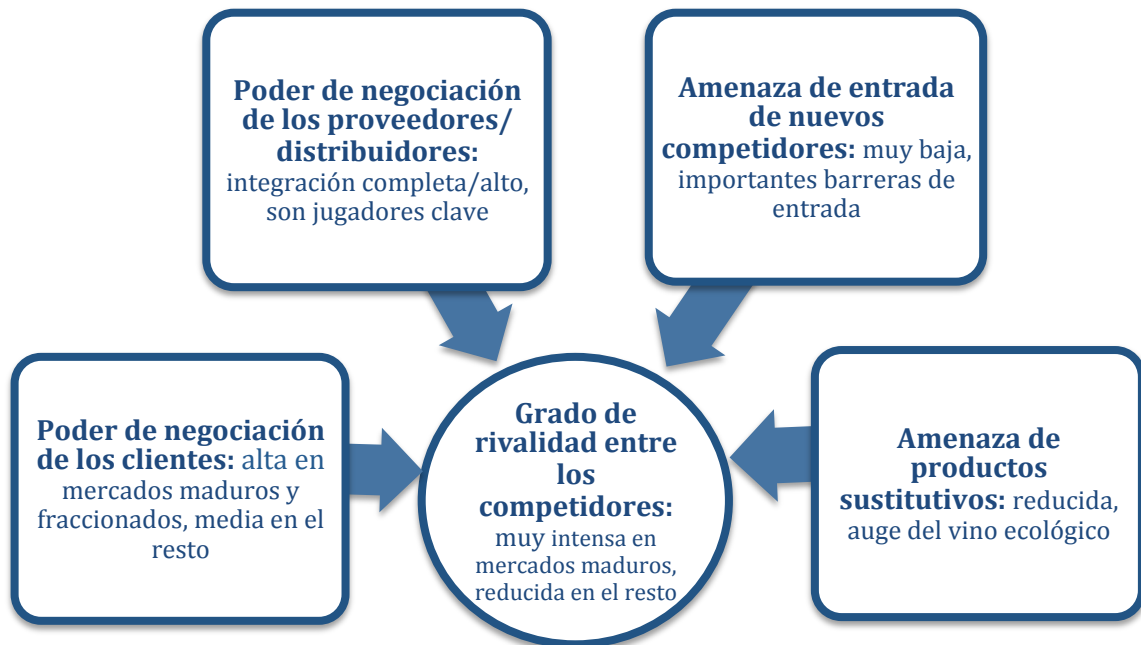 Poder de negociación
de los proveedores/
distribuidores:
integración completa/alto,
son jugadores clave
Amenaza de entrada
de nuevos
competidores: muy baja,
importantes barreras de
entrada
Poder de negociación
de los clientes: alta en
mercados maduros y
fraccionados, media en el
resto
Grado de
rivalidad entre
los
competidores:
muy intensa en
mercados maduros,
reducida en el resto
Amenaza de
productos
sustitutivos: reducida,
auge del vino ecológico